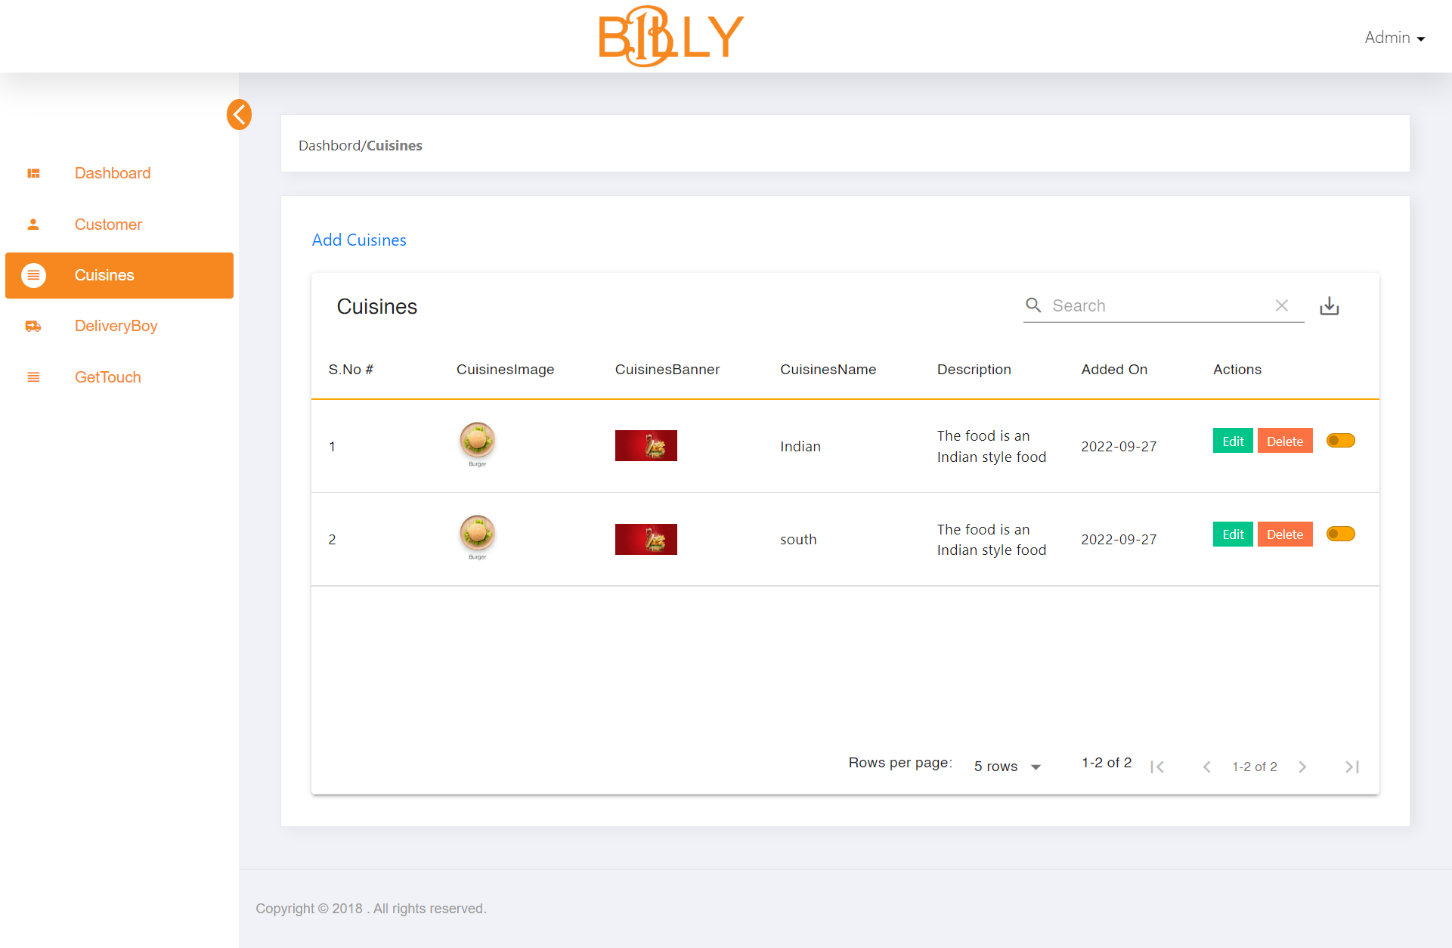 BILLY
Admin
Dashbord/Cuisines
Dashboard
Customer
Cuisines
DeliveryBoy
GetTouch
Add Cuisines
Cuisines
Search
S.No # CuisinesImage CuisinesBanner CuisinesName Description Added On Actions
1 Burger Indian The food is an Indian style food 2022-09-27 Edit Delete
2 Burger south The food is an Indian style food 2022-09-27 Edit Delete
Rows per page: 5 rows 1-2 of 2 1-2 of 2
Copyright © 2018 . All rights reserved.